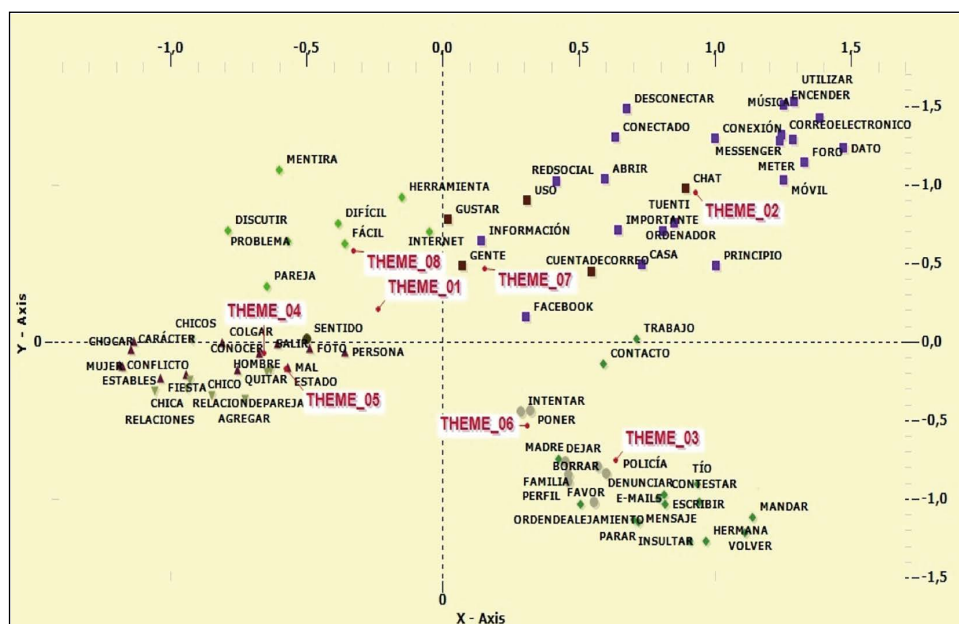 -1,0 -0,5 0,0 0,5 1,0 1,5
UTILIZAR
ENCENDER
MÚSICA
DESCONECTAR
1,5
CONECTADO
CONEXIÓN
CORREOELECTRONICO
MESSENGER
FORO
DATO
MENTIRA
REDSOCIAL
ABRIR
METER
MÓVIL
CHAT
1,0
HERRAMIENTA
USO
GUSTAR
TUENTI
THEME_02
DISCUTIR
DIFÍCIL
IMPORTANTE
PROBLEMA
FÁCIL
INTERNET
INFORMACIÓN
ORDENADOR
THEME_08
GENTE
CUENTADECORREO
CASA
PRINCIPIO
0,5
THEME_07
PAREJA
THEME_01
THEME_04
FACEBOOK
CHICOS
COLGAR
SENTIDO
TRABAJO
CHOCAR
CARÁCTER
0
0
CONOCER
SALIR
FOTO
PERSONA
CONTACTO
MUJER
CONFLICTO
HOMBRE
MAL
ESTABLES
FIESTA
CHICO
QUITAR
ESTADO
CHICA
RELACIONDEPAREJA
THEME_05
INTENTAR
RELACIONES
AGREGAR
THEME_06
PONER
-0,5
MADRE
DEJAR
THEME_03
BORRAR
POLICÍA
TÍO
FAMILIA
DENUNCIAR
CONTESTAR
PERFIL
FAVOR
E-MAILS
ESCRIBIR
-1,0
MANDAR
ORDENDEALEJAMIENTO
MENSAJE
PARAR
INSULTAR
HERMANA
VOLVER
-1,5
0
X - Axis
Y - Axis